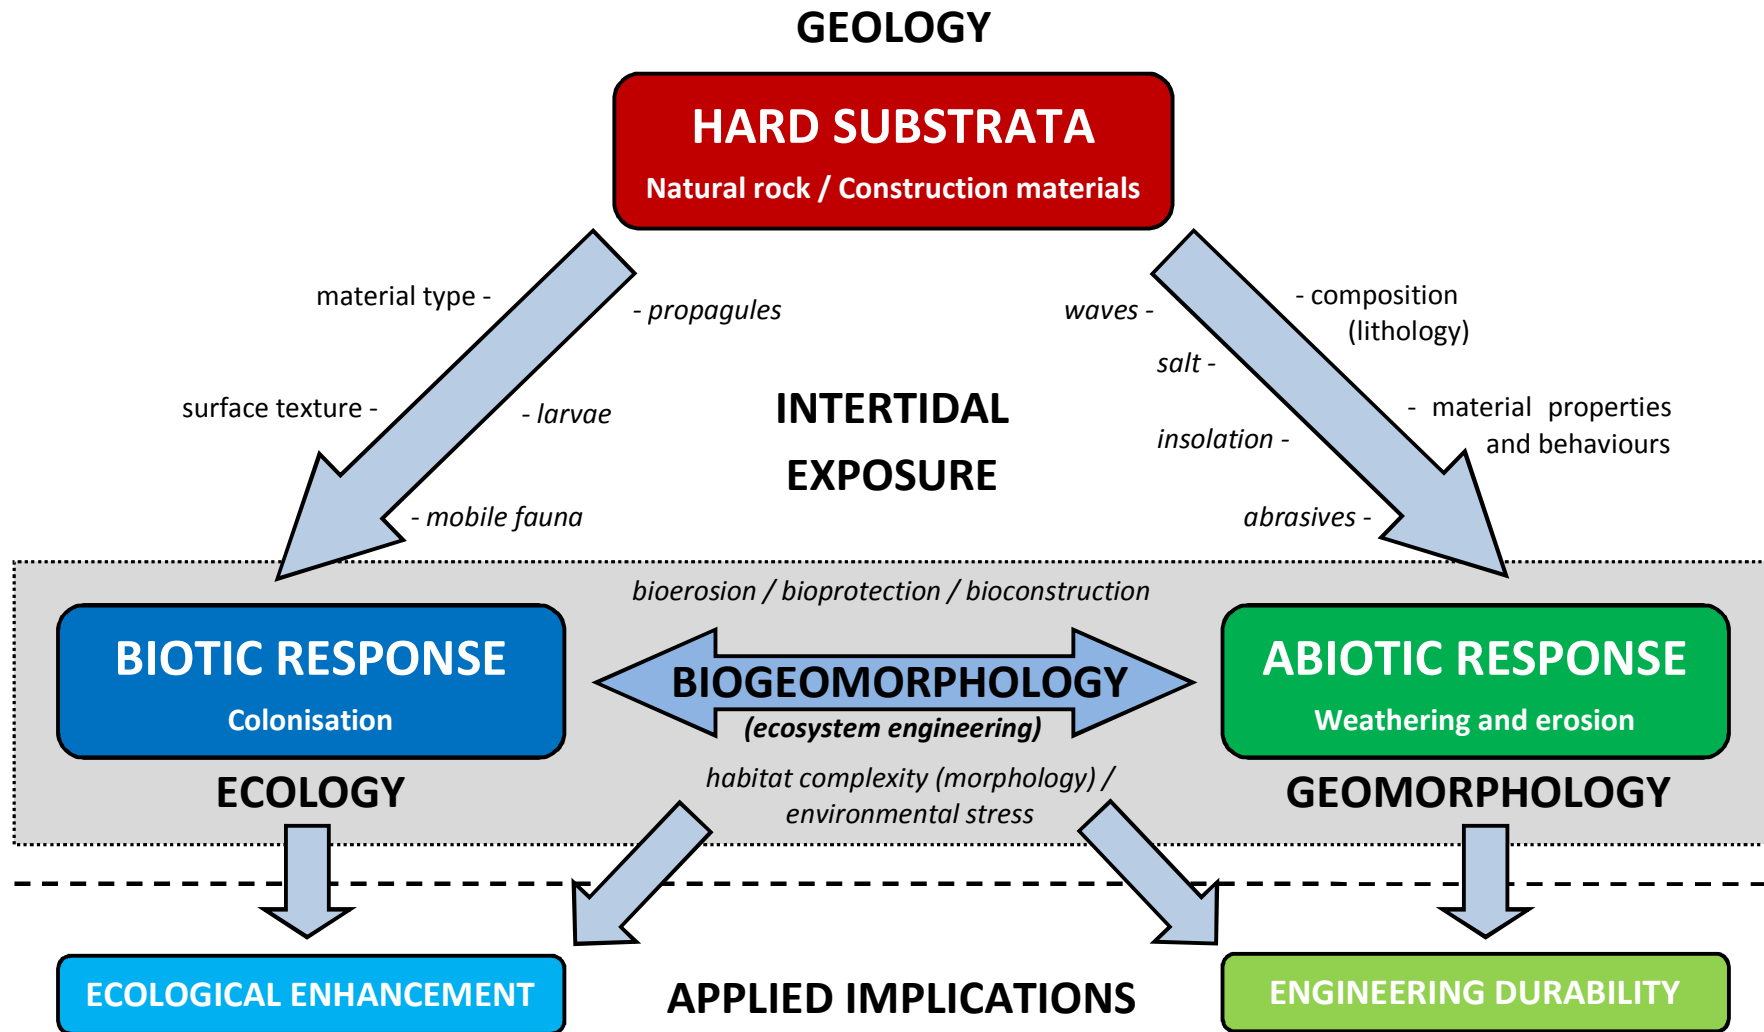 GEOLOGY
HARD SUBSTRATA
Natural rock / Construction materials
material type -
- propagules
waves -
- composition
(lithology)
salt -
surface texture -
- larvae
INTERTIDAL
EXPOSURE
insolation -
- material properties
and behaviours
- mobile fauna
abrasives -
bioerosion / bioprotection / bioconstruction
BIOTIC RESPONSE
Colonisation
BIOGEOMORPHOLOGY
(ecosystem engineering)
ABIOTIC RESPONSE
Weathering and erosion
ECOLOGY
habitat complexity (morphology) /
environmental stress
GEOMORPHOLOGY
ECOLOGICAL ENHANCEMENT
APPLIED IMPLICATIONS
ENGINEERING DURABILITY